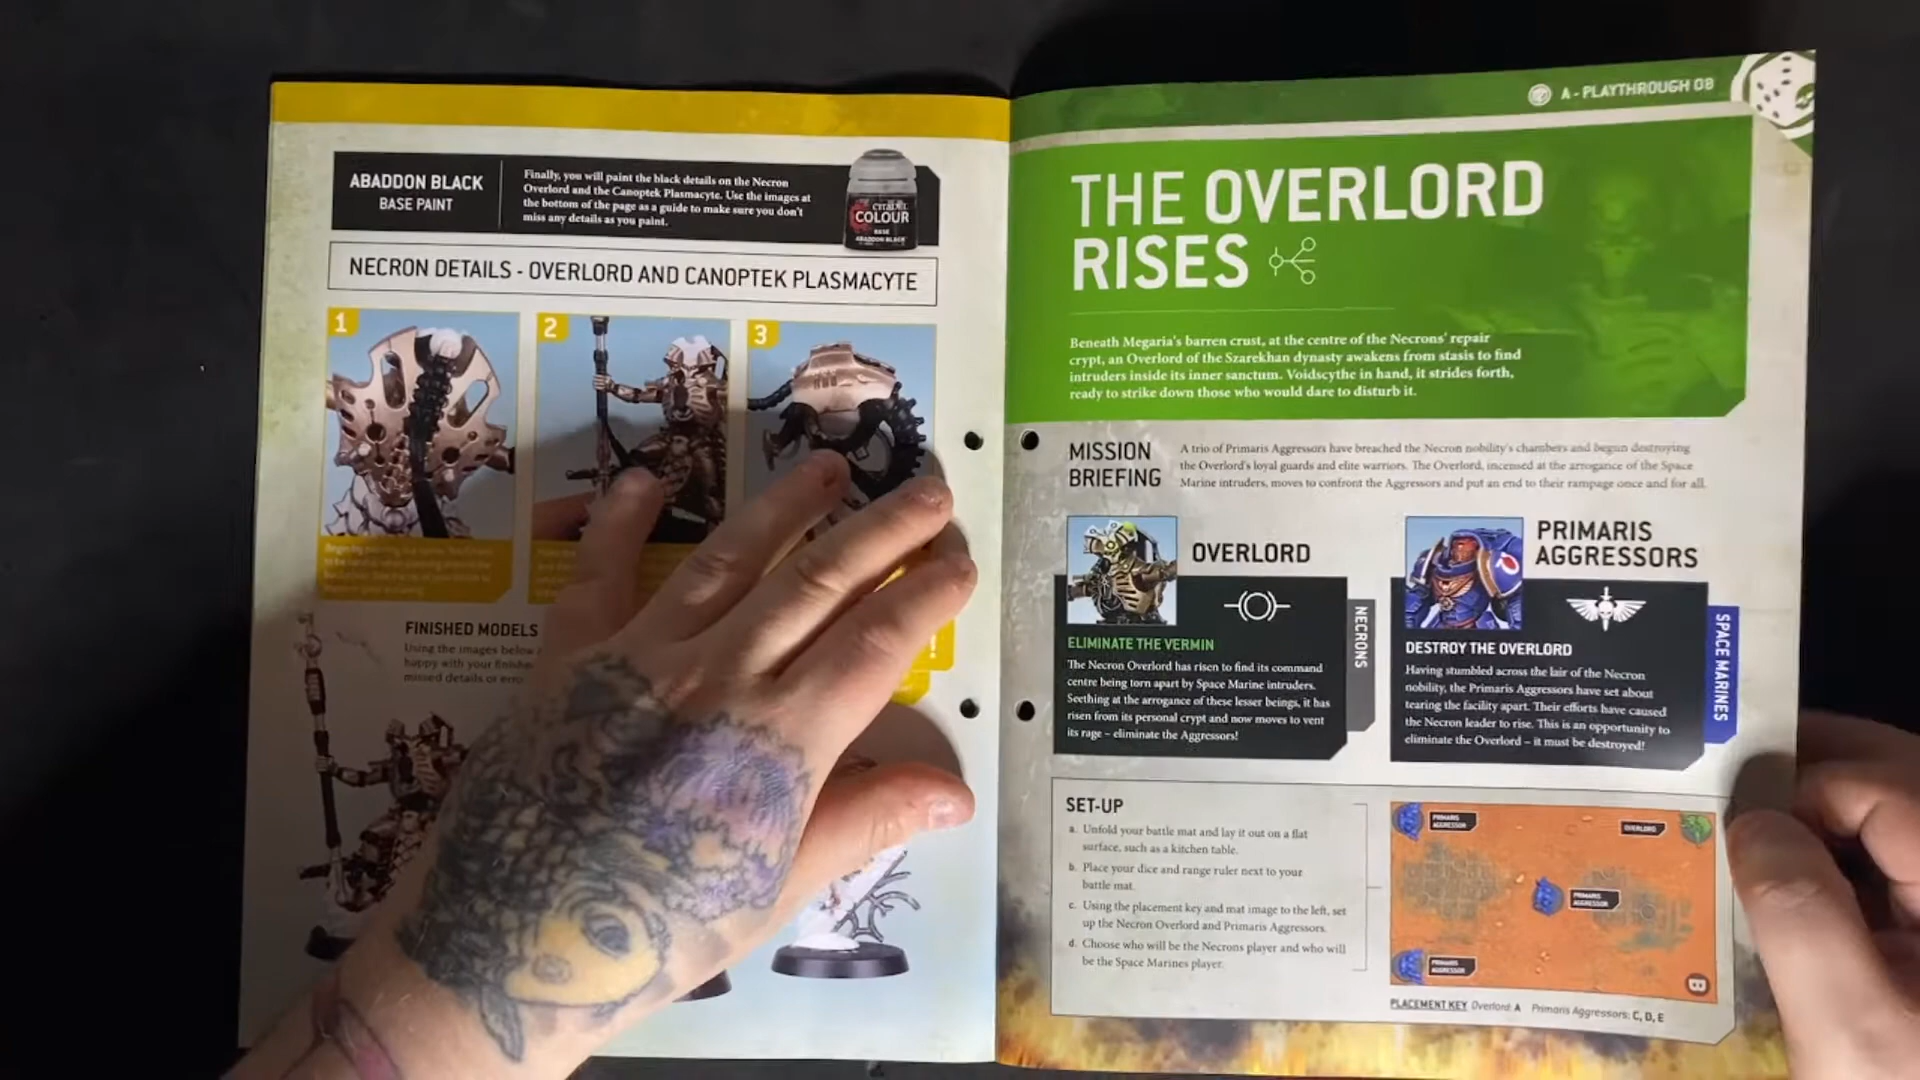 ABADDON BLACK
BASE PAINT
Finally, you will paint the black details on the Necron
Overlord and the Canoptek Plasmacyte. Use the images at
the bottom of the page as a guide to make sure you don't
miss any details as you paint.
CITADEL
COLOUR
BASE
ABADDON BLACK
NECRON DETAILS - OVERLORD AND CANOPTEK PLASMACYTE
1
2
3
FINISHED MODELS
Using the images below
happy with your finishe
missed details or erro
!
A - PLAYTHROUGH 08
THE OVERLORD
RISES
Beneath Megaria's barren crust, at the centre of the Necrons' repair
crypt, an Overlord of the Szarekhan dynasty awakens from stasis to find
intruders inside its inner sanctum. Voidscythe in hand, it strides forth,
ready to strike down those who would dare to disturb it.
MISSION
BRIEFING
A trio of Primaris Aggressors have breached the Necron nobility's chambers and begun destroying
the Overlord's loyal guards and elite warriors. The Overlord, incensed at the arrogance of the Space
Marine intruders, moves to confront the Aggressors and put an end to their rampage once and for all.
OVERLORD
NECRONS
ELIMINATE THE VERMIN
The Necron Overlord has risen to find its command
centre being torn apart by Space Marine intruders.
Seething at the arrogance of these lesser beings, it has
risen from its personal crypt and now moves to vent
its rage – eliminate the Aggressors!
PRIMARIS
AGGRESSORS
SPACE MARINES
DESTROY THE OVERLORD
Having stumbled across the lair of the Necron
nobility, the Primaris Aggressors have set about
tearing the facility apart. Their efforts have caused
the Necron leader to rise. This is an opportunity to
eliminate the Overlord – it must be destroyed!
SET-UP
a. Unfold your battle mat and lay it out on a flat
surface, such as a kitchen table.
b. Place your dice and range ruler next to your
battle mat.
c. Using the placement key and mat image to the left, set
up the Necron Overlord and Primaris Aggressors.
d. Choose who will be the Necrons player and who will
be the Space Marines player.
PRIMARIS
AGGRESSOR
OVERLORD
PRIMARIS
AGGRESSOR
PRIMARIS
AGGRESSOR
PLACEMENT KEY Overlord: A Primaris Aggressors: C, D, E